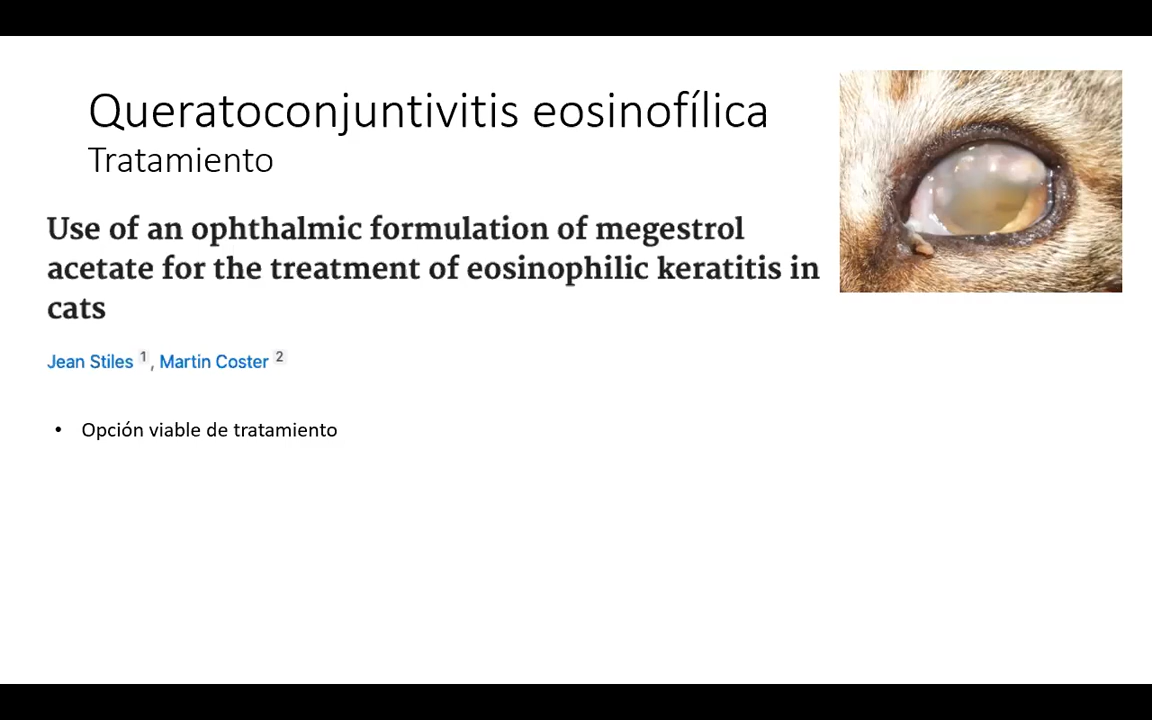 Queratoconjuntivitis eosinofílica
Tratamiento
Use of an ophthalmic formulation of megestrol
acetate for the treatment of eosinophilic keratitis in
cats
Jean Stiles 1, Martin Coster 2
• Opción viable de tratamiento